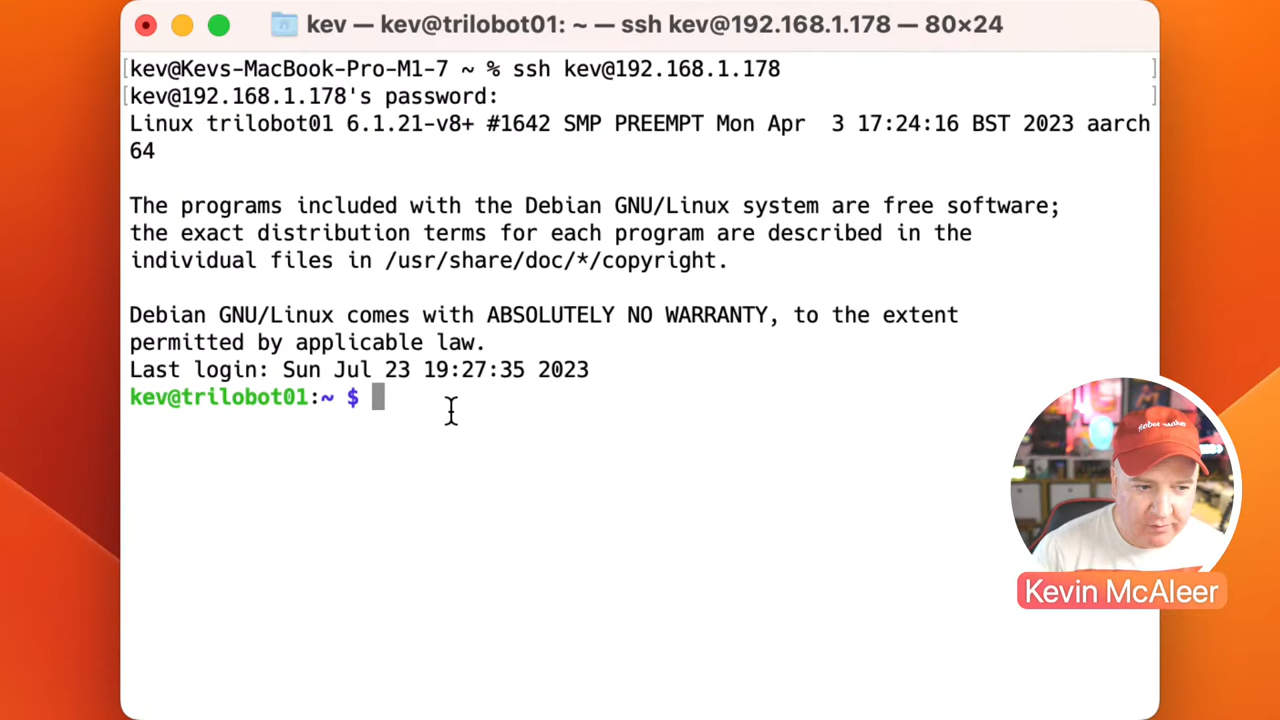 kev — kev@trilobot01: ~ — ssh kev@192.168.1.178 — 80×24
[kev@Kevs-MacBook-Pro-M1-7 ~ % ssh kev@192.168.1.178 ]
[kev@192.168.1.178's password: ]
Linux trilobot01 6.1.21-v8+ #1642 SMP PREEMPT Mon Apr  3 17:24:16 BST 2023 aarch
64
The programs included with the Debian GNU/Linux system are free software;
the exact distribution terms for each program are described in the
individual files in /usr/share/doc/*/copyright.
Debian GNU/Linux comes with ABSOLUTELY NO WARRANTY, to the extent
permitted by applicable law.
Last login: Sun Jul 23 19:27:35 2023
kev@trilobot01:~ $
Kevin McAleer